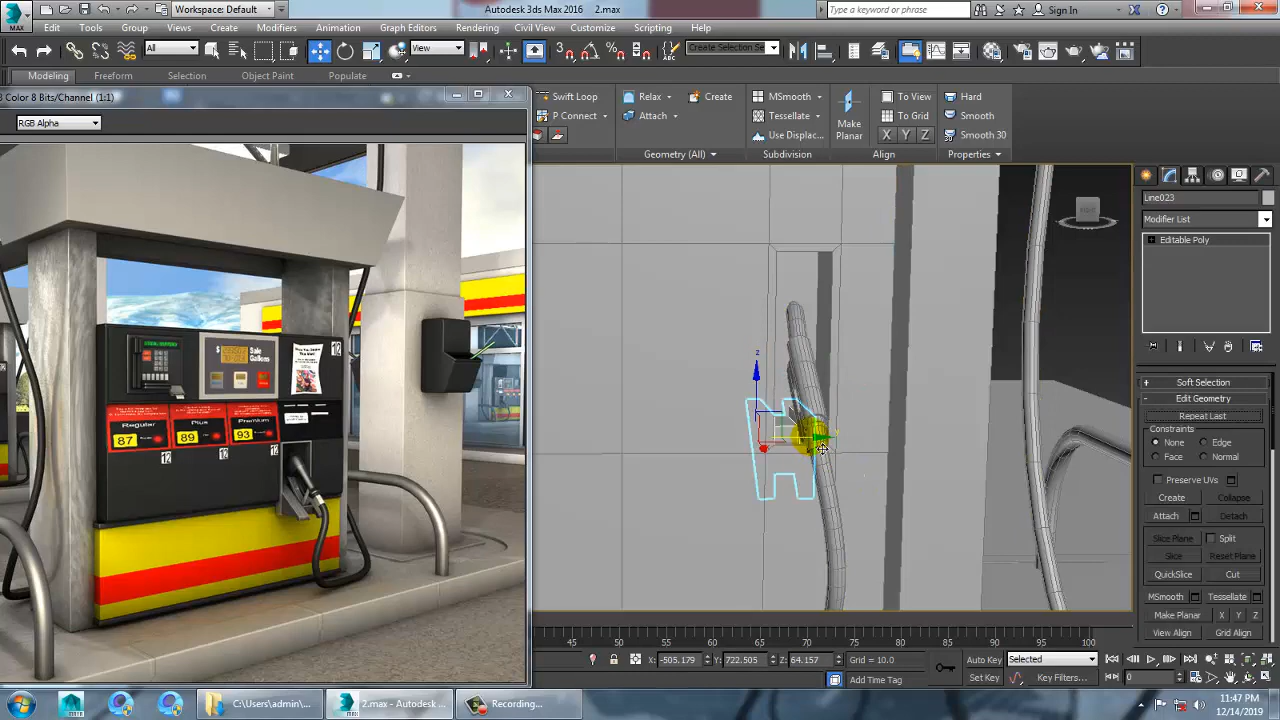 Workspace: Default
Autodesk 3ds Max 2016
2.max
Type a keyword or phrase
Sign In
MAX
Edit
Tools
Group
Views
Create
Modifiers
Animation
Graph Editors
Rendering
Civil View
Customize
Scripting
Help
All
View
Create Selection Se
Modeling
Freeform
Selection
Object Paint
Populate
Color 8 Bits/Channel (1:1)
RGB Alpha
Swift Loop
P Connect
Relax
Create
Attach
Geometry (All)
MSmooth
Tessellate
Use Displac...
Subdivision
Make Planar
To View
To Grid
X Y Z
Align
Hard
Smooth
Smooth 30
Properties
Line023
Modifier List
Editable Poly
Soft Selection
Edit Geometry
Repeat Last
Constraints
None
Edge
Face
Normal
Preserve UVs
Create
Collapse
Attach
Detach
Slice Plane
Split
Slice
Reset Plane
QuickSlice
Cut
MSmooth
Tessellate
Make Planar
X Y Z
View Align
Grid Align
Sale
Gallons
12
Regular
Plus
Premium
87
89
93
12
12
12
z
45 50 55 60 65 70 75 80 85 90 95 100
X: -505.179
Y: 722.505
Z: 64.157
Grid = 10.0
Add Time Tag
Auto Key
Selected
Set Key
Key Filters...
0
C:\Users\admin\...
2.max - Autodesk ...
Recording...
11:47 PM
12/14/2019